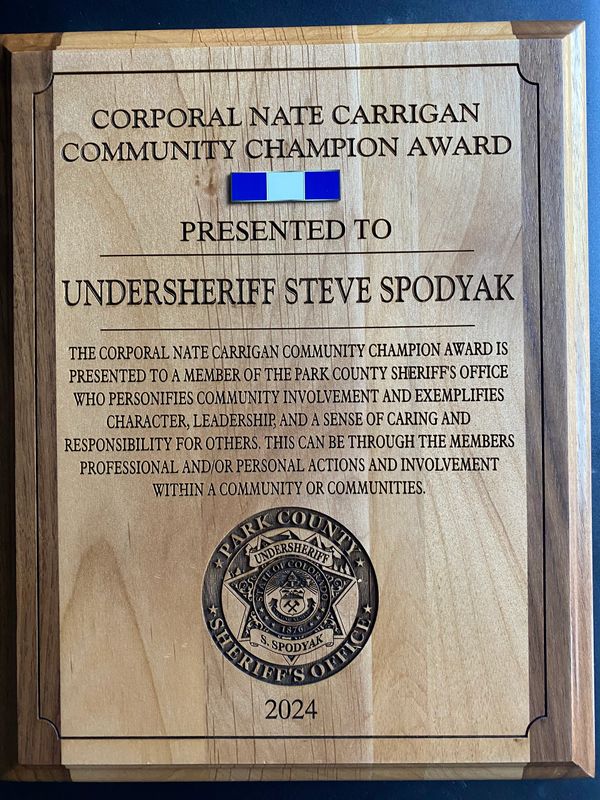 CORPORAL NATE CARRIGAN
COMMUNITY CHAMPION AWARD
PRESENTED TO
UNDERSHERIFF STEVE SPODYAK
THE CORPORAL NATE CARRIGAN COMMUNITY CHAMPION AWARD IS
PRESENTED TO A MEMBER OF THE PARK COUNTY SHERIFF'S OFFICE
WHO PERSONIFIES COMMUNITY INVOLVEMENT AND EXEMPLIFIES
CHARACTER, LEADERSHIP, AND A SENSE OF CARING AND
RESPONSIBILITY FOR OTHERS. THIS CAN BE THROUGH THE MEMBERS
PROFESSIONAL AND/OR PERSONAL ACTIONS AND INVOLVEMENT
WITHIN A COMMUNITY OR COMMUNITIES.
PARK COUNTY
UNDERSHERIFF
STATE OF COLORADO
1876
S. SPODYAK
SHERIFF'S OFFICE
2024